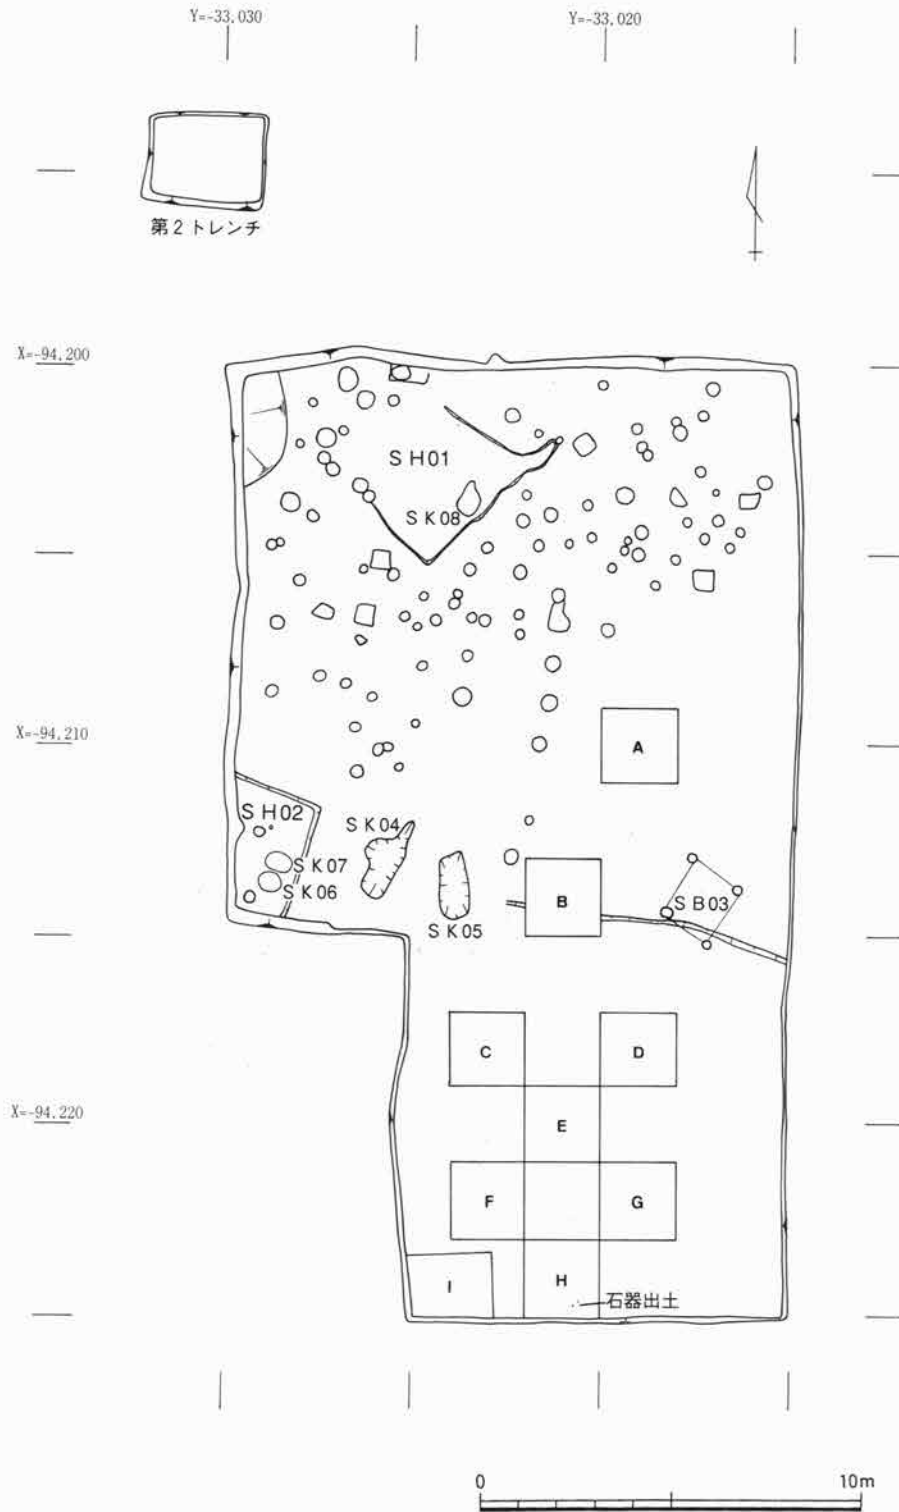 Y=-33,030
Y=-33,020
第2トレンチ
X=-94,200
SH01
SK08
X=-94,210
A
SH02
SK04
SK07
SK06
SK05
B
SB03
C
D
X=-94,220
E
F
G
I
H
石器出土
0
10m